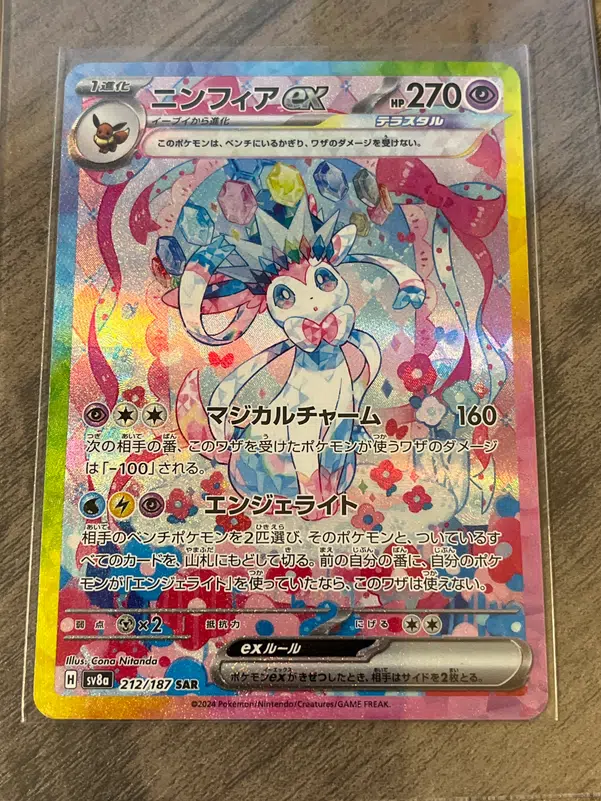 1進化
ニンフィアex
HP270
イーブイから進化
テラスタル
このポケモンは、ベンチにいるかぎり、ワザのダメージを受けない。
マジカルチャーム 160
次の相手の番、このワザを受けたポケモンが使うワザのダメージ
は「-100」される。
エンジェライト
相手のベンチポケモンを2匹選び、そのポケモンと、ついているす
べてのカードを、山札にもどして切る。前の自分の番に、自分のポケ
モンが「エンジェライト」を使っていたなら、このワザは使えない。
弱点 ×2 抵抗力 にげる
exルール
ポケモンexがきぜつしたとき、相手はサイドを2枚とる。
Illus. Cona Nitanda
H sv8a 212/187 SAR
©2024 Pokémon/Nintendo/Creatures/GAME FREAK.